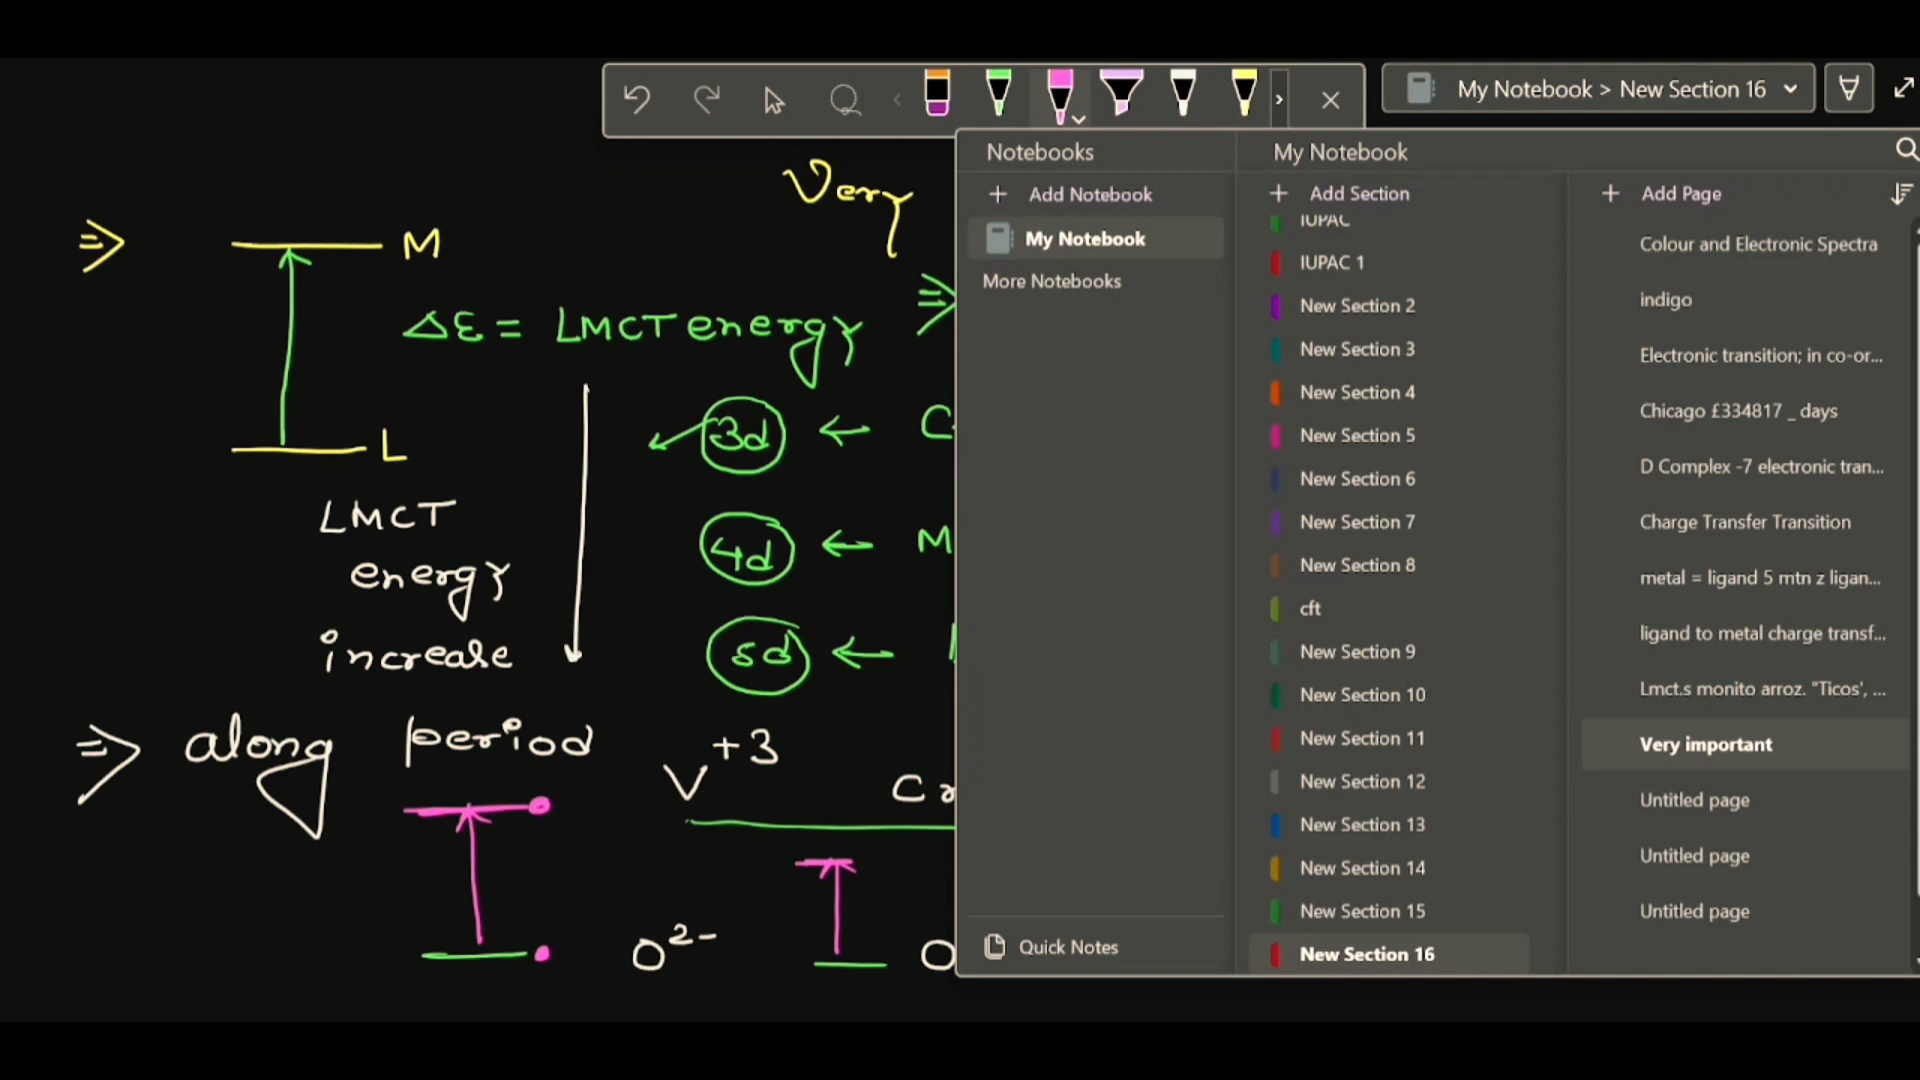 My Notebook > New Section 16
Notebooks
My Notebook
+ Add Notebook
+ Add Section
+ Add Page
My Notebook
More Notebooks
Quick Notes
IUPAC
IUPAC 1
New Section 2
New Section 3
New Section 4
New Section 5
New Section 6
New Section 7
New Section 8
cft
New Section 9
New Section 10
New Section 11
New Section 12
New Section 13
New Section 14
New Section 15
New Section 16
Colour and Electronic Spectra
indigo
Electronic transition; in co-or...
Chicago £334817 _ days
D Complex -7 electronic tran...
Charge Transfer Transition
metal = ligand 5 mtn z ligan...
ligand to metal charge transf...
Lmct.s monito arroz. "Ticos', ...
Very important
Untitled page
Untitled page
Untitled page
Very
⇒ M
ΔE = LMCT energy ⇒
L
3d ← C
LMCT
energy
increase
4d ← M
5d ←
⇒ along period V+3 Cr
O2- O